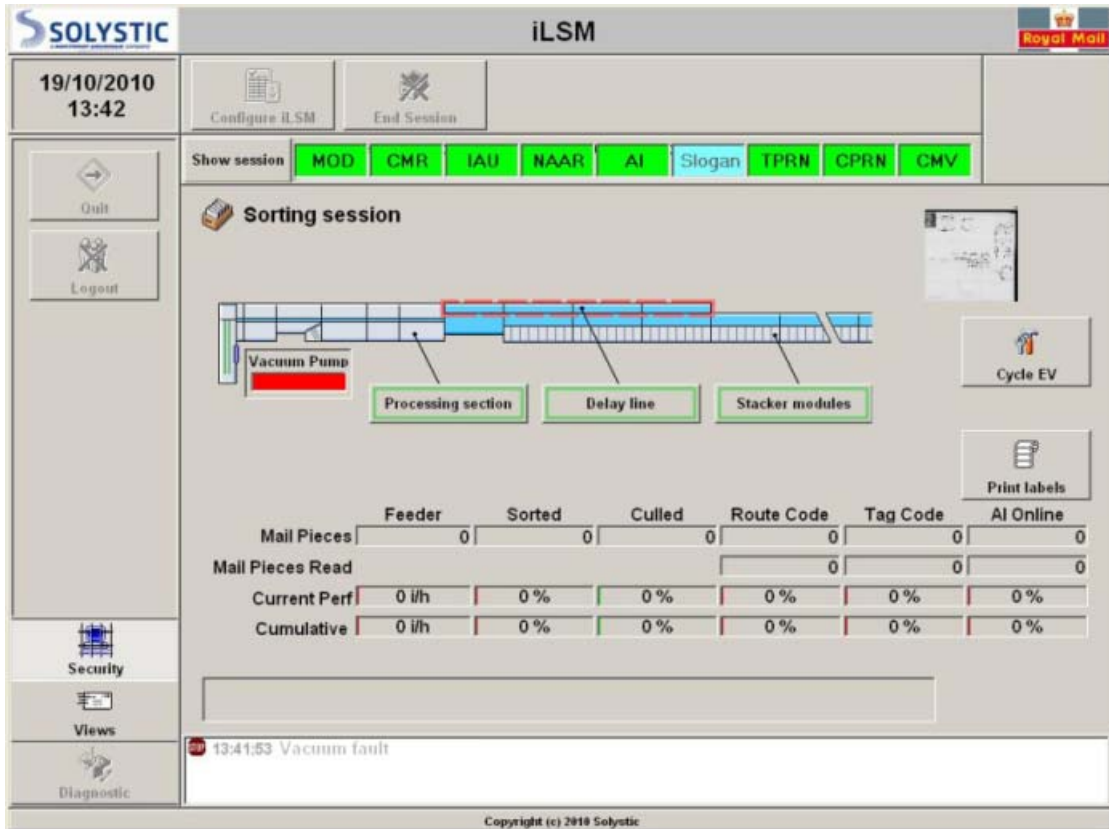 SOLYSTIC
iLSM
Royal Mail
19/10/2010
13:42
Configure iLSM
End Session
Show session
MOD
CMR
IAU
NAAR
AI
Slogan
TPRN
CPRN
CMV
Quit
Logout
Sorting session
Vacuum Pump
Processing section
Delay line
Stacker modules
Cycle EV
Print labels
Feeder Sorted Culled Route Code Tag Code AI Online
Mail Pieces 0 0 0 0 0 0
Mail Pieces Read 0 0 0
Current Perf 0 i/h 0 % 0 % 0 % 0 % 0 %
Cumulative 0 i/h 0 % 0 % 0 % 0 % 0 %
Security
Views
Diagnostic
STOP 13:41:53 Vacuum fault
Copyright (c) 2010 Solystic